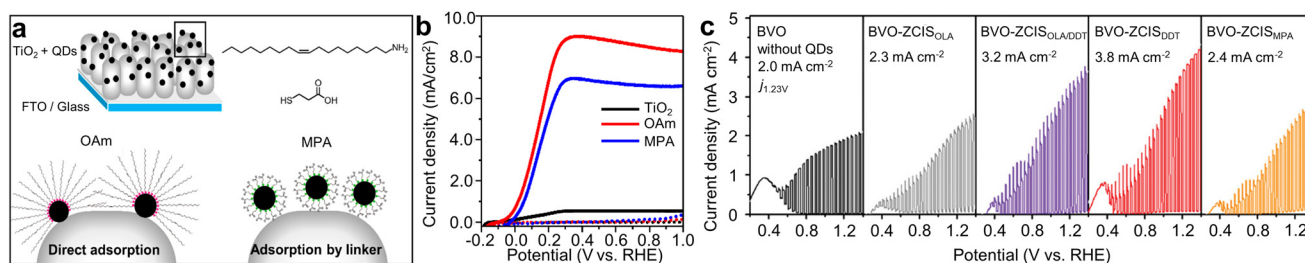 a
TiO2 + QDs
NH2
HS
O
OH
FTO / Glass
OAm
MPA
Direct adsorption
Adsorption by linker
b
Current density (mA/cm2)
10.0
8.0
6.0
4.0
2.0
0.0
TiO2
OAm
MPA
-0.2 0.0 0.2 0.4 0.6 0.8 1.0
Potential (V vs. RHE)
c
Current density (mA cm-2)
5
4
3
2
1
0
BVO
without QDs
2.0 mA cm-2
j1.23V
BVO-ZCISOLA
2.3 mA cm-2
BVO-ZCISOLA/DDT
3.2 mA cm-2
BVO-ZCISDDT
3.8 mA cm-2
BVO-ZCISMPA
2.4 mA cm-2
0.4 0.8 1.2 0.4 0.8 1.2 0.4 0.8 1.2 0.4 0.8 1.2 0.4 0.8 1.2
Potential (V vs. RHE)